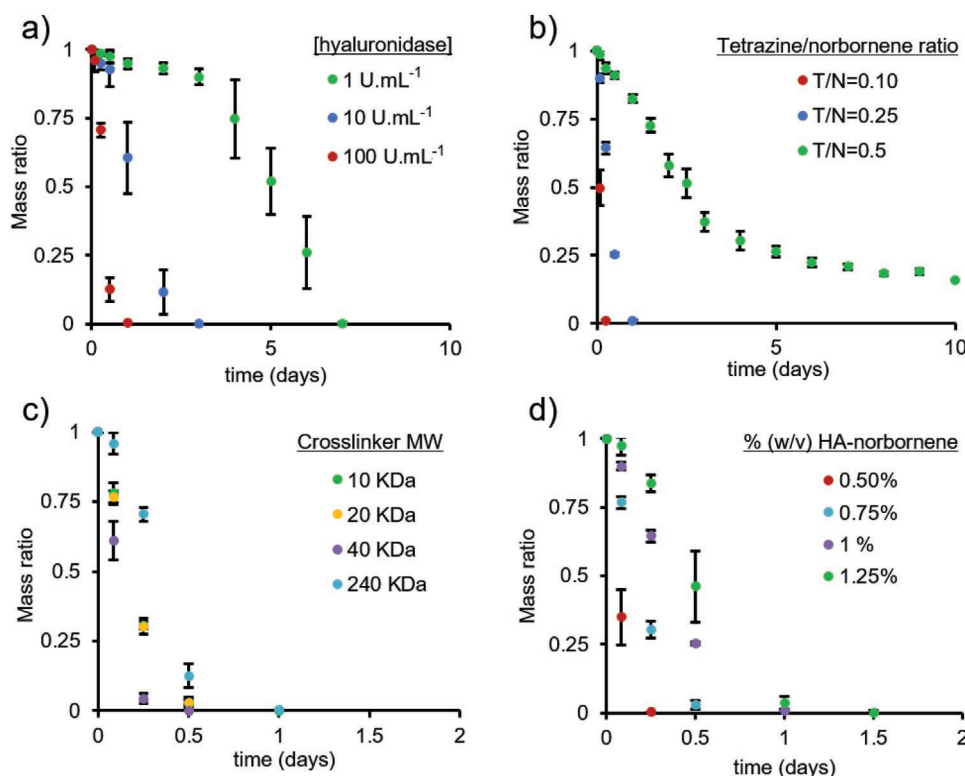 a)
[hyaluronidase]
1 U.mL⁻¹
10 U.mL⁻¹
100 U.mL⁻¹
Mass ratio
1
0.75
0.5
0.25
0
0 5 10
time (days)
b)
Tetrazine/norbornene ratio
T/N=0.10
T/N=0.25
T/N=0.5
Mass ratio
1
0.75
0.5
0.25
0
0 5 10
time (days)
c)
Crosslinker MW
10 KDa
20 KDa
40 KDa
240 KDa
Mass ratio
1
0.75
0.5
0.25
0
0 0.5 1 1.5 2
time (days)
d)
% (w/v) HA-norbornene
0.50%
0.75%
1 %
1.25%
Mass ratio
1
0.75
0.5
0.25
0
0 0.5 1 1.5 2
time (days)